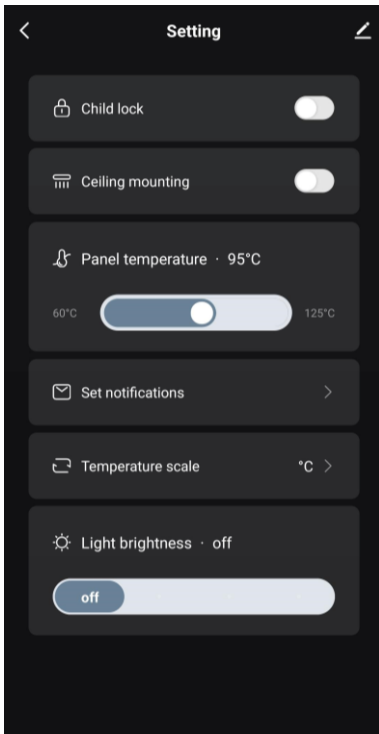 Setting
Child lock
Ceiling mounting
Panel temperature · 95°C
60°C 125°C
Set notifications
Temperature scale °C
Light brightness · off
off